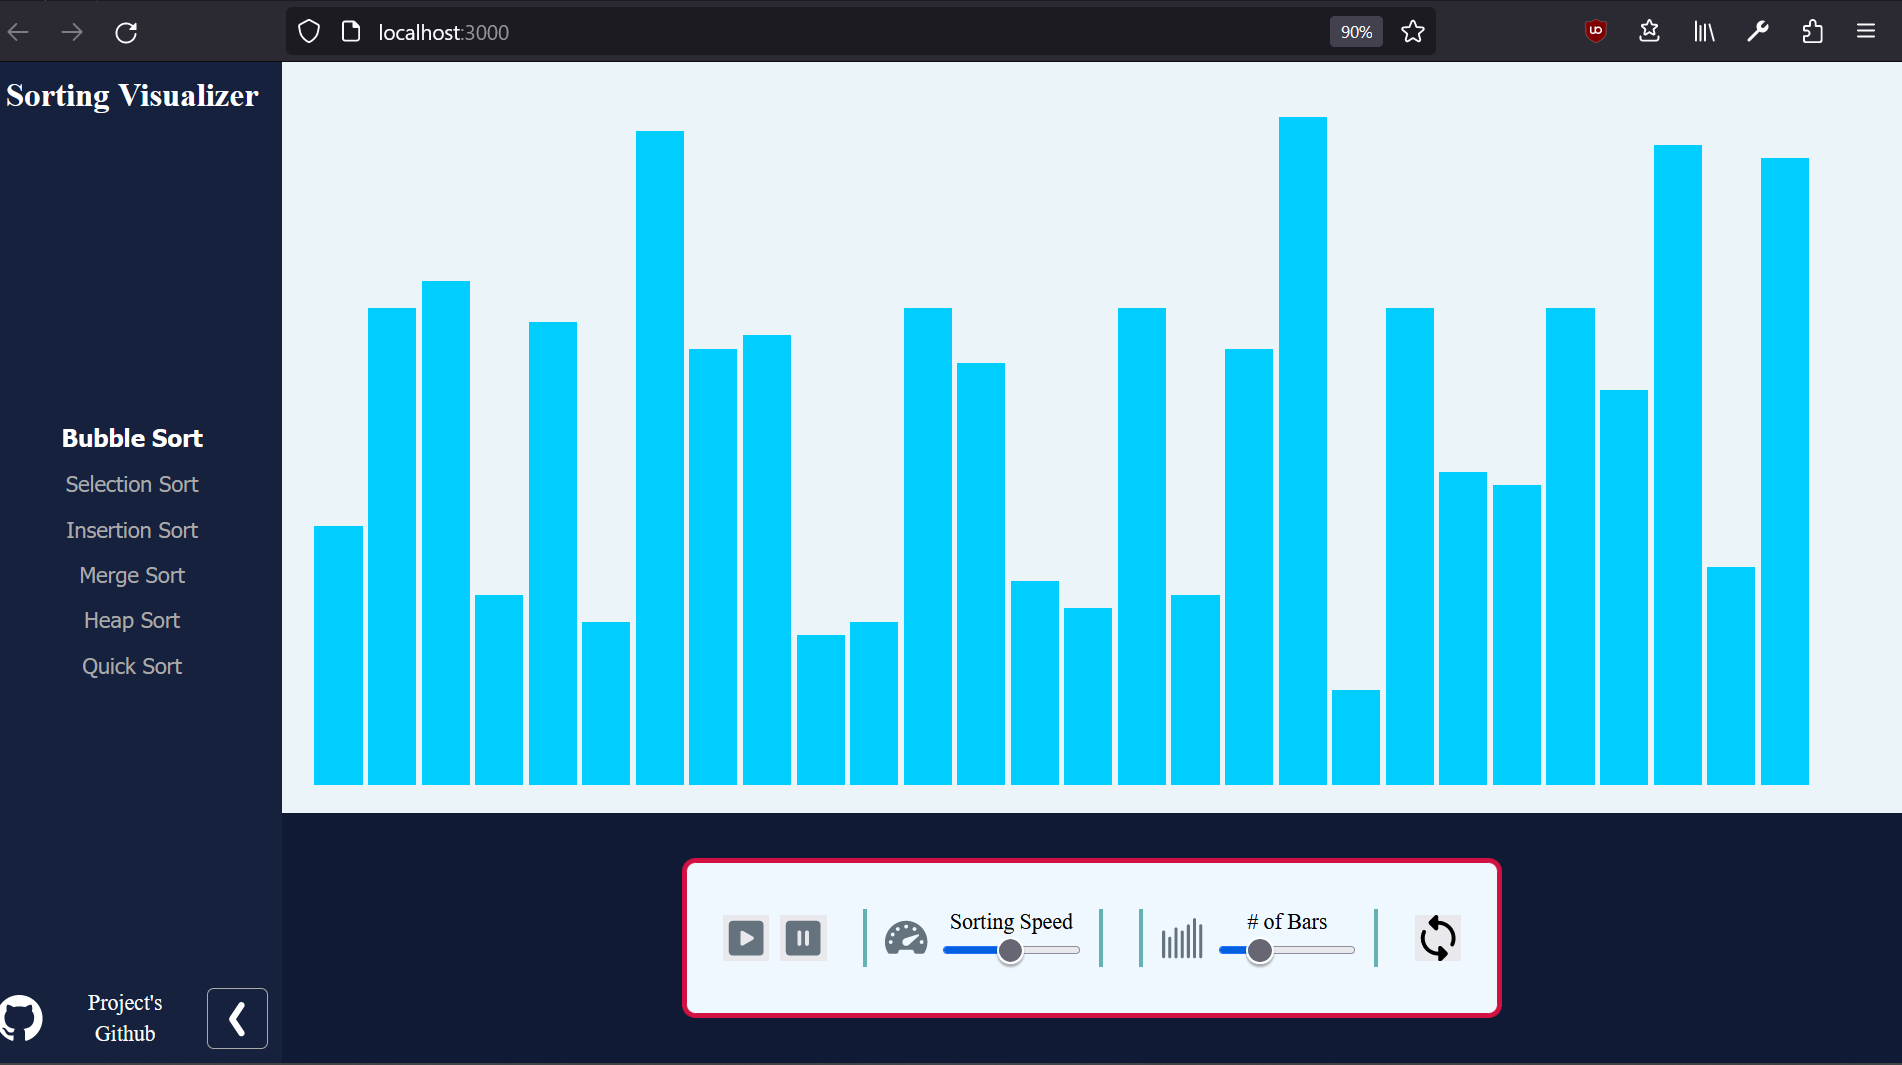 localhost:3000
90%
Sorting Visualizer
Bubble Sort
Selection Sort
Insertion Sort
Merge Sort
Heap Sort
Quick Sort
Sorting Speed
# of Bars
Project's
Github